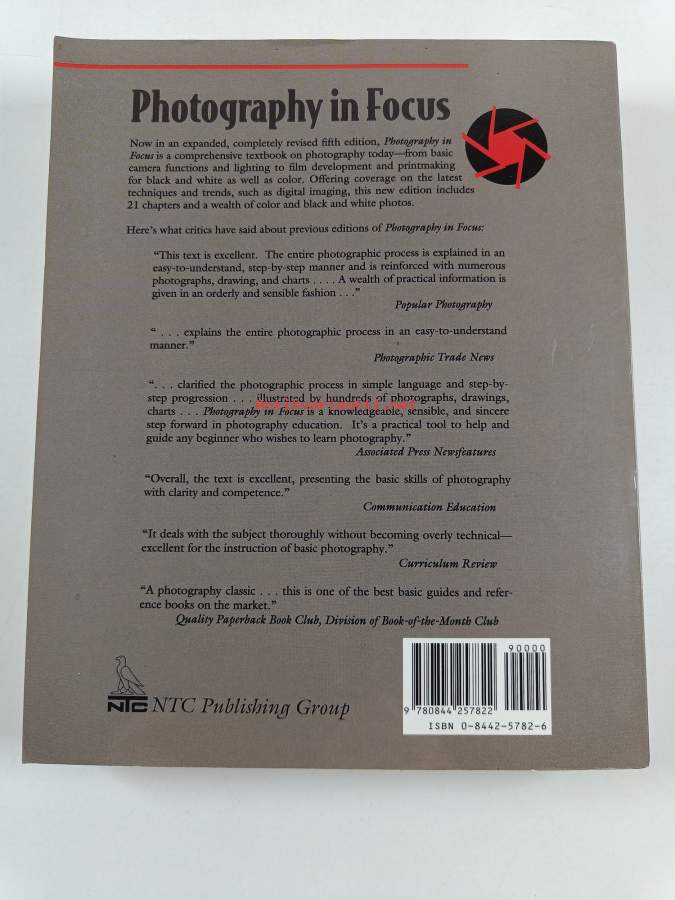 Photography in Focus
Now in an expanded, completely revised fifth edition, Photography in
Focus is a comprehensive textbook on photography today—from basic
camera functions and lighting to film development and printmaking
for black and white as well as color. Offering coverage on the latest
techniques and trends, such as digital imaging, this new edition includes
21 chapters and a wealth of color and black and white photos.
Here's what critics have said about previous editions of Photography in Focus:
"This text is excellent. The entire photographic process is explained in an
easy-to-understand, step-by-step manner and is reinforced with numerous
photographs, drawing, and charts . . . . A wealth of practical information is
given in an orderly and sensible fashion . . ."
Popular Photography
" . . . explains the entire photographic process in an easy-to-understand
manner."
Photographic Trade News
". . . clarified the photographic process in simple language and step-by-
step progression . . . illustrated by hundreds of photographs, drawings,
charts . . . Photography in Focus is a knowledgeable, sensible, and sincere
step forward in photography education. It's a practical tool to help and
guide any beginner who wishes to learn photography."
Associated Press Newsfeatures
"Overall, the text is excellent, presenting the basic skills of photography
with clarity and competence."
Communication Education
"It deals with the subject thoroughly without becoming overly technical—
excellent for the instruction of basic photography."
Curriculum Review
"A photography classic . . . this is one of the best basic guides and refer-
ence books on the market."
Quality Paperback Book Club, Division of Book-of-the-Month Club
NTC NTC Publishing Group
90000
9 780844 257822
ISBN 0-8442-5782-6